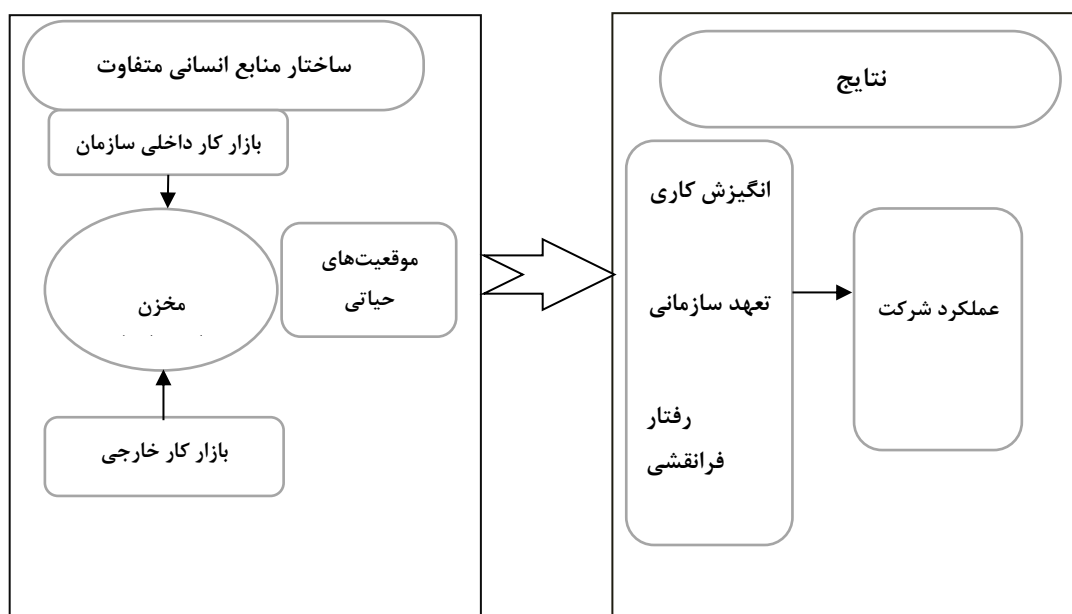 ساختار منابع انسانی متفاوت
بازار کار داخلی سازمان
مخزن
موقعیت‌های
حیاتی
بازار کار خارجی
نتایج
انگیزش کاری
تعهد سازمانی
رفتار
فرانقشی
عملکرد شرکت